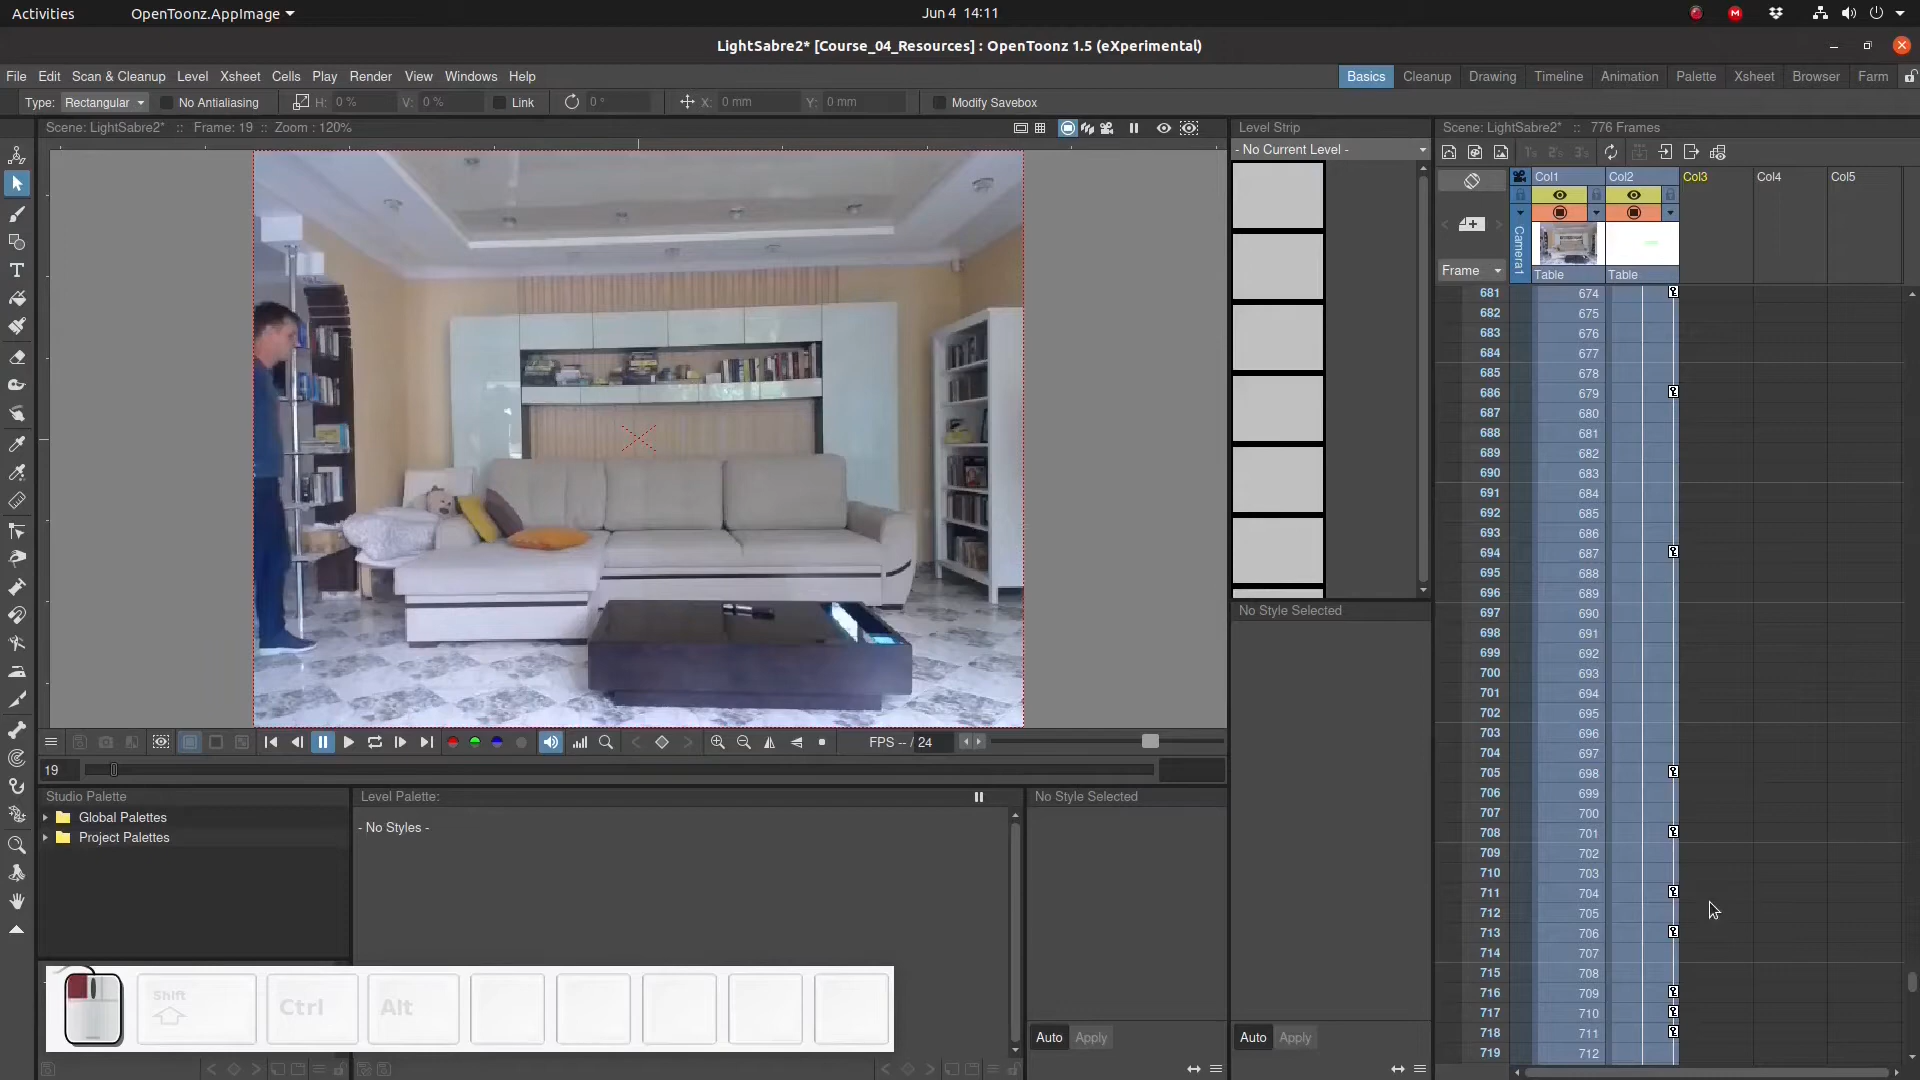 Activities OpenToonz.AppImage Jun 4 14:11
LightSabre2* [Course_04_Resources] : OpenToonz 1.5 (eXperimental)
File Edit Scan & Cleanup Level Xsheet Cells Play Render View Windows Help Basics Cleanup Drawing Timeline Animation Palette Xsheet Browser Farm
Type: Rectangular No Antialiasing H: 0 % V: 0 % Link 0 ° X: 0 mm Y: 0 mm Modify Savebox
Scene: LightSabre2* :: Frame: 19 :: Zoom : 120%
Level Strip
- No Current Level -
Scene: LightSabre2* :: 776 Frames
1's 2's 3's
Col1 Col2 Col3 Col4 Col5
Camera1
Frame Table Table
681 674
682 675
683 676
684 677
685 678
686 679
687 680
688 681
689 682
690 683
691 684
692 685
693 686
694 687
695 688
696 689
697 690
698 691
699 692
700 693
701 694
702 695
703 696
704 697
705 698
706 699
707 700
708 701
709 702
710 703
711 704
712 705
713 706
714 707
715 708
716 709
717 710
718 711
719 712
No Style Selected
FPS -- / 24
19
Studio Palette
Global Palettes
Project Palettes
Level Palette:
- No Styles -
No Style Selected
Shift Ctrl Alt
Auto Apply
Auto Apply